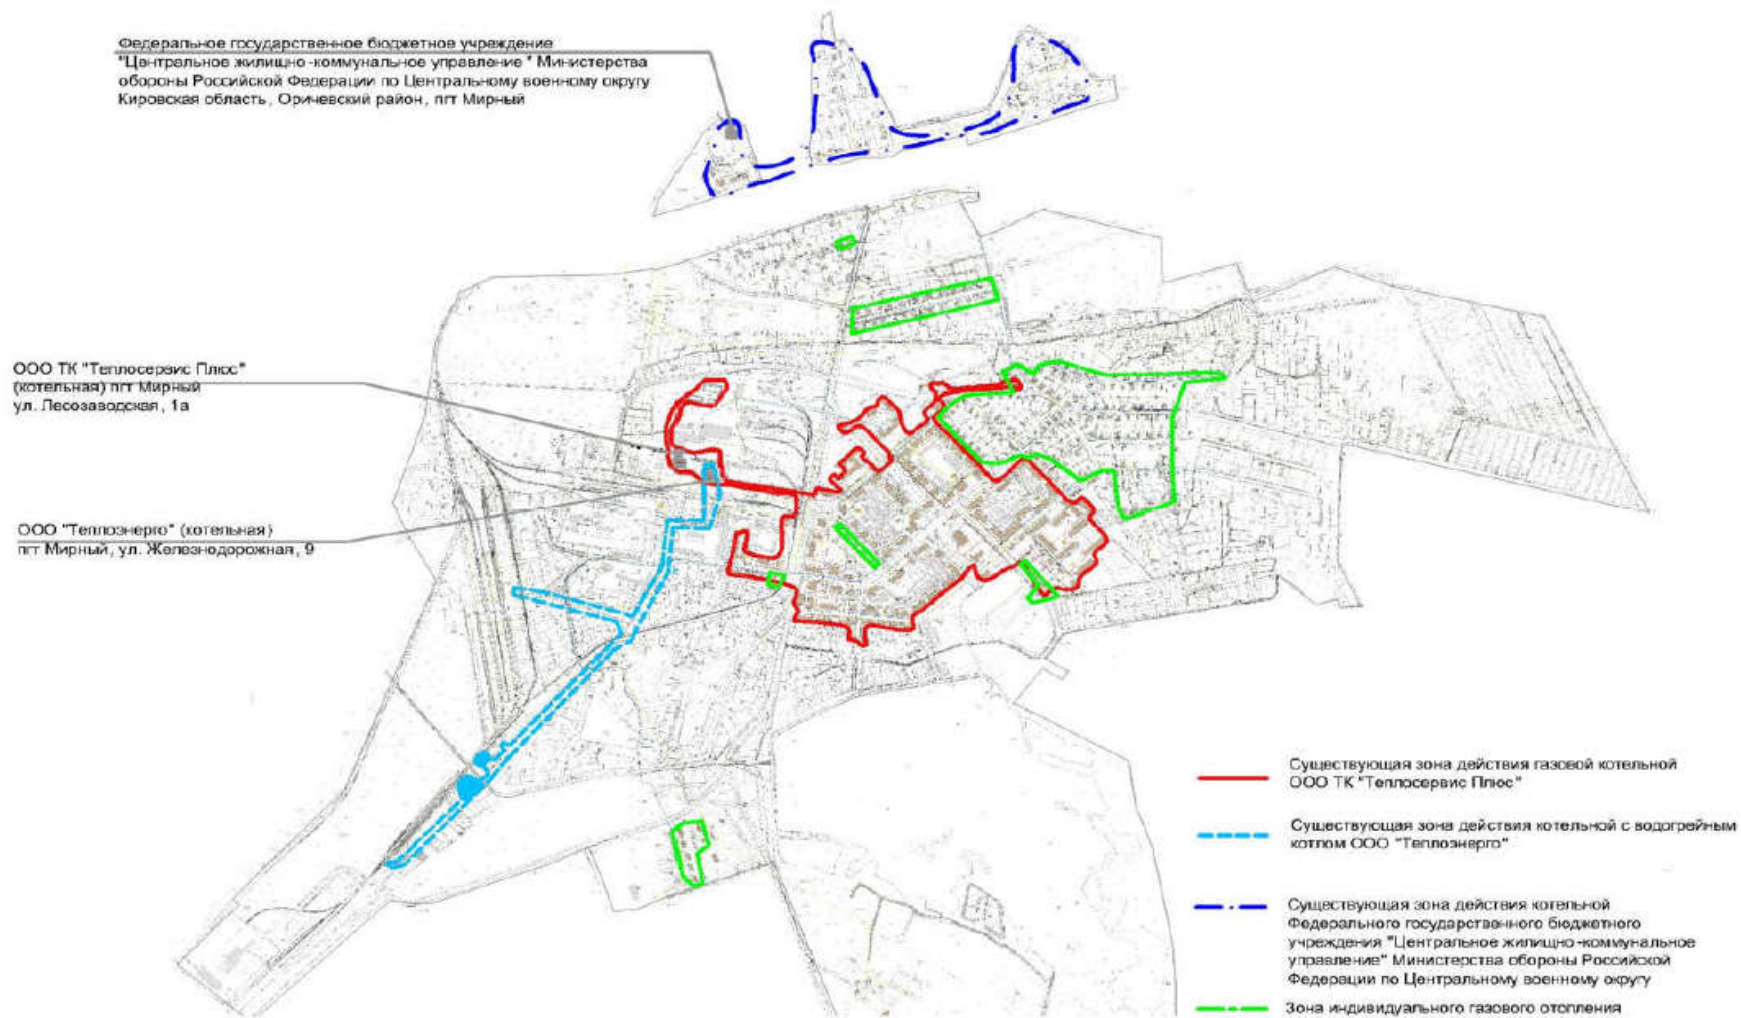 Федеральное государственное бюджетное учреждение
"Центральное жилищно-коммунальное управление" Министерства
обороны Российской Федерации по Центральному военному округу
Кировская область, Оричевский район, пгт Мирный
ООО ТК "Теплосервис Плюс"
(котельная) пгт Мирный
ул. Лесозаводская, 1а
ООО "Теплоэнерго" (котельная)
пгт Мирный, ул. Железнодорожная, 9
Существующая зона действия газовой котельной
ООО ТК "Теплосервис Плюс"
Существующая зона действия котельной с водогрейным
котлом ООО "Теплоэнерго"
Существующая зона действия котельной
Федерального государственного бюджетного
учреждения "Центральное жилищно-коммунальное
управление" Министерства обороны Российской
Федерации по Центральному военному округу
Зона индивидуального газового отопления